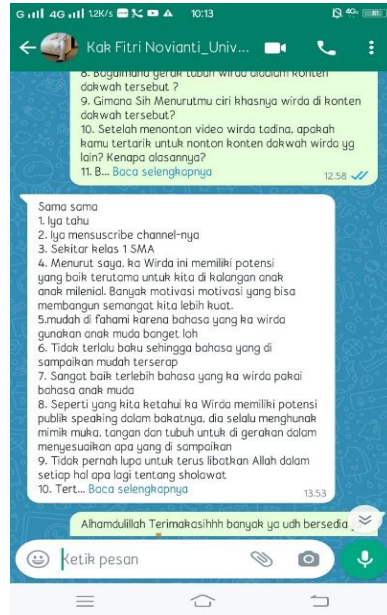 4G 1.2K/s 10:13 4G 81
Kak Fitri Novianti_Univ...
8. Bagaimana gerak tubuh wirda didalam konten
dakwah tersebut ?
9. Gimana Sih Menurutmu ciri khasnya wirda di konten
dakwah tersebut?
10. Setelah menonton video wirda tadina, apakah
kamu tertarik untuk nonton konten dakwah wirda yg
lain? Kenapa alasannya?
11. B... Baca selengkapnya
12.58
Sama sama
1. Iya tahu
2. Iya mensuscribe channel-nya
3. Sekitar kelas 1 SMA
4. Menurut saya, ka Wirda ini memiliki potensi
yang baik terutama untuk kita di kalangan anak
anak milenial. Banyak motivasi motivasi yang bisa
membangun semangat kita lebih kuat.
5.mudah di fahami karena bahasa yang ka wirda
gunakan anak muda banget loh
6. Tidak terlalu baku sehingga bahasa yang di
sampaikan mudah terserap
7. Sangat baik terlebih bahasa yang ka wirda pakai
bahasa anak muda
8. Seperti yang kita ketahui ka Wirda memiliki potensi
publik speaking dalam bakatnya, dia selalu menghunak
mimik muka, tangan dan tubuh untuk di gerakan dalam
menyesuaikan apa yang di sampaikan
9. Tidak pernah lupa untuk terus libatkan Allah dalam
setiap hal apa lagi tentang sholawat
10. Tert... Baca selengkapnya
13.53
Alhamdulillah Terimakasihhh banyak ya udh bersedia
Ketik pesan